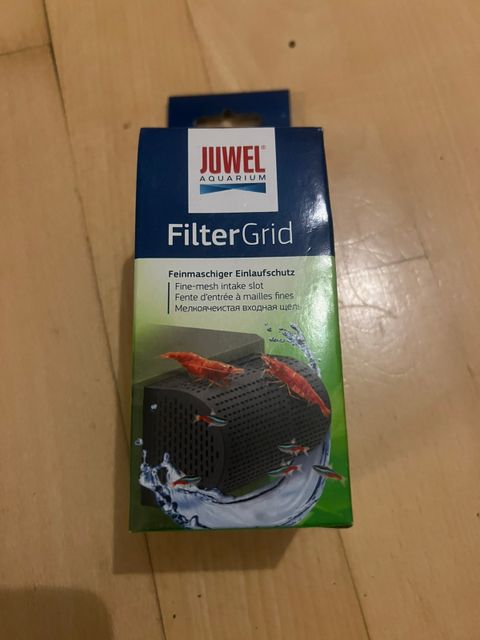 JUWEL®
AQUARIUM
FilterGrid
Feinmaschiger Einlaufschutz
Fine-mesh intake slot
Fente d'entrée à mailles fines
Мелкоячеистая входная щель